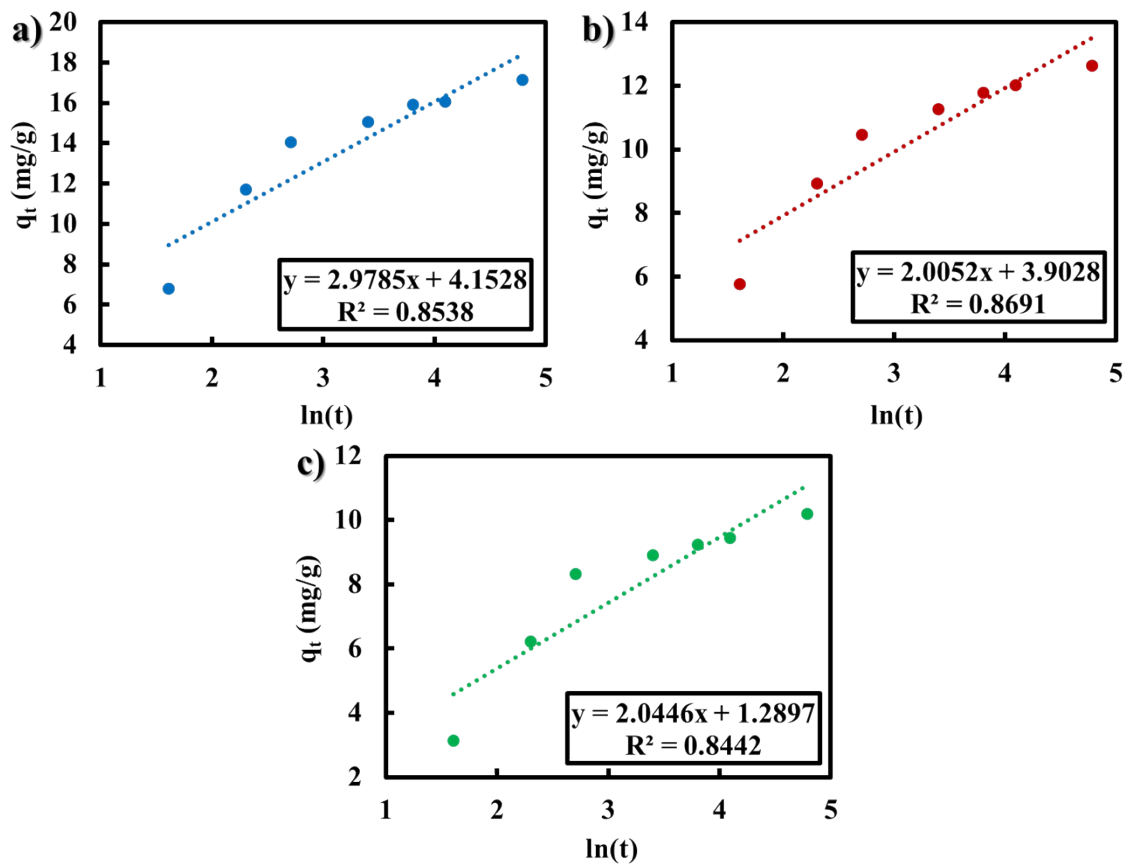 a)
20
18
16
14
12
10
8
6
4
qₜ (mg/g)
y = 2.9785x + 4.1528
R² = 0.8538
1 2 3 4 5
ln(t)
b)
14
12
10
8
6
4
qₜ (mg/g)
y = 2.0052x + 3.9028
R² = 0.8691
1 2 3 4 5
ln(t)
c)
12
10
8
6
4
2
qₜ (mg/g)
y = 2.0446x + 1.2897
R² = 0.8442
1 2 3 4 5
ln(t)